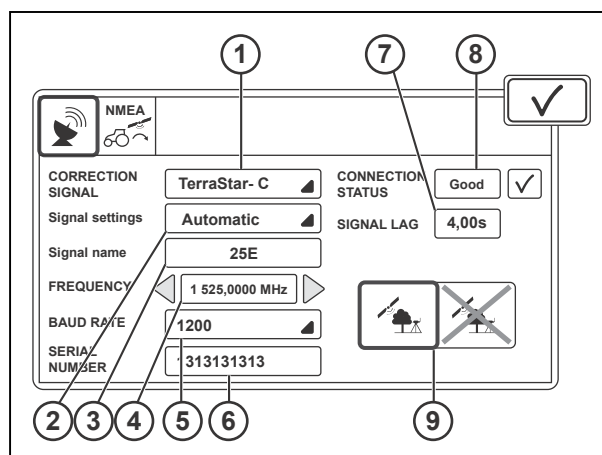 1
7
8
NMEA
CORRECTION
SIGNAL
TerraStar- C
CONNECTION
STATUS
Good
Signal settings
Automatic
SIGNAL LAG
4,00s
Signal name
25E
FREQUENCY
1 525,0000 MHz
BAUD RATE
1200
SERIAL
NUMBER
1313131313
2
3
4
5
6
9